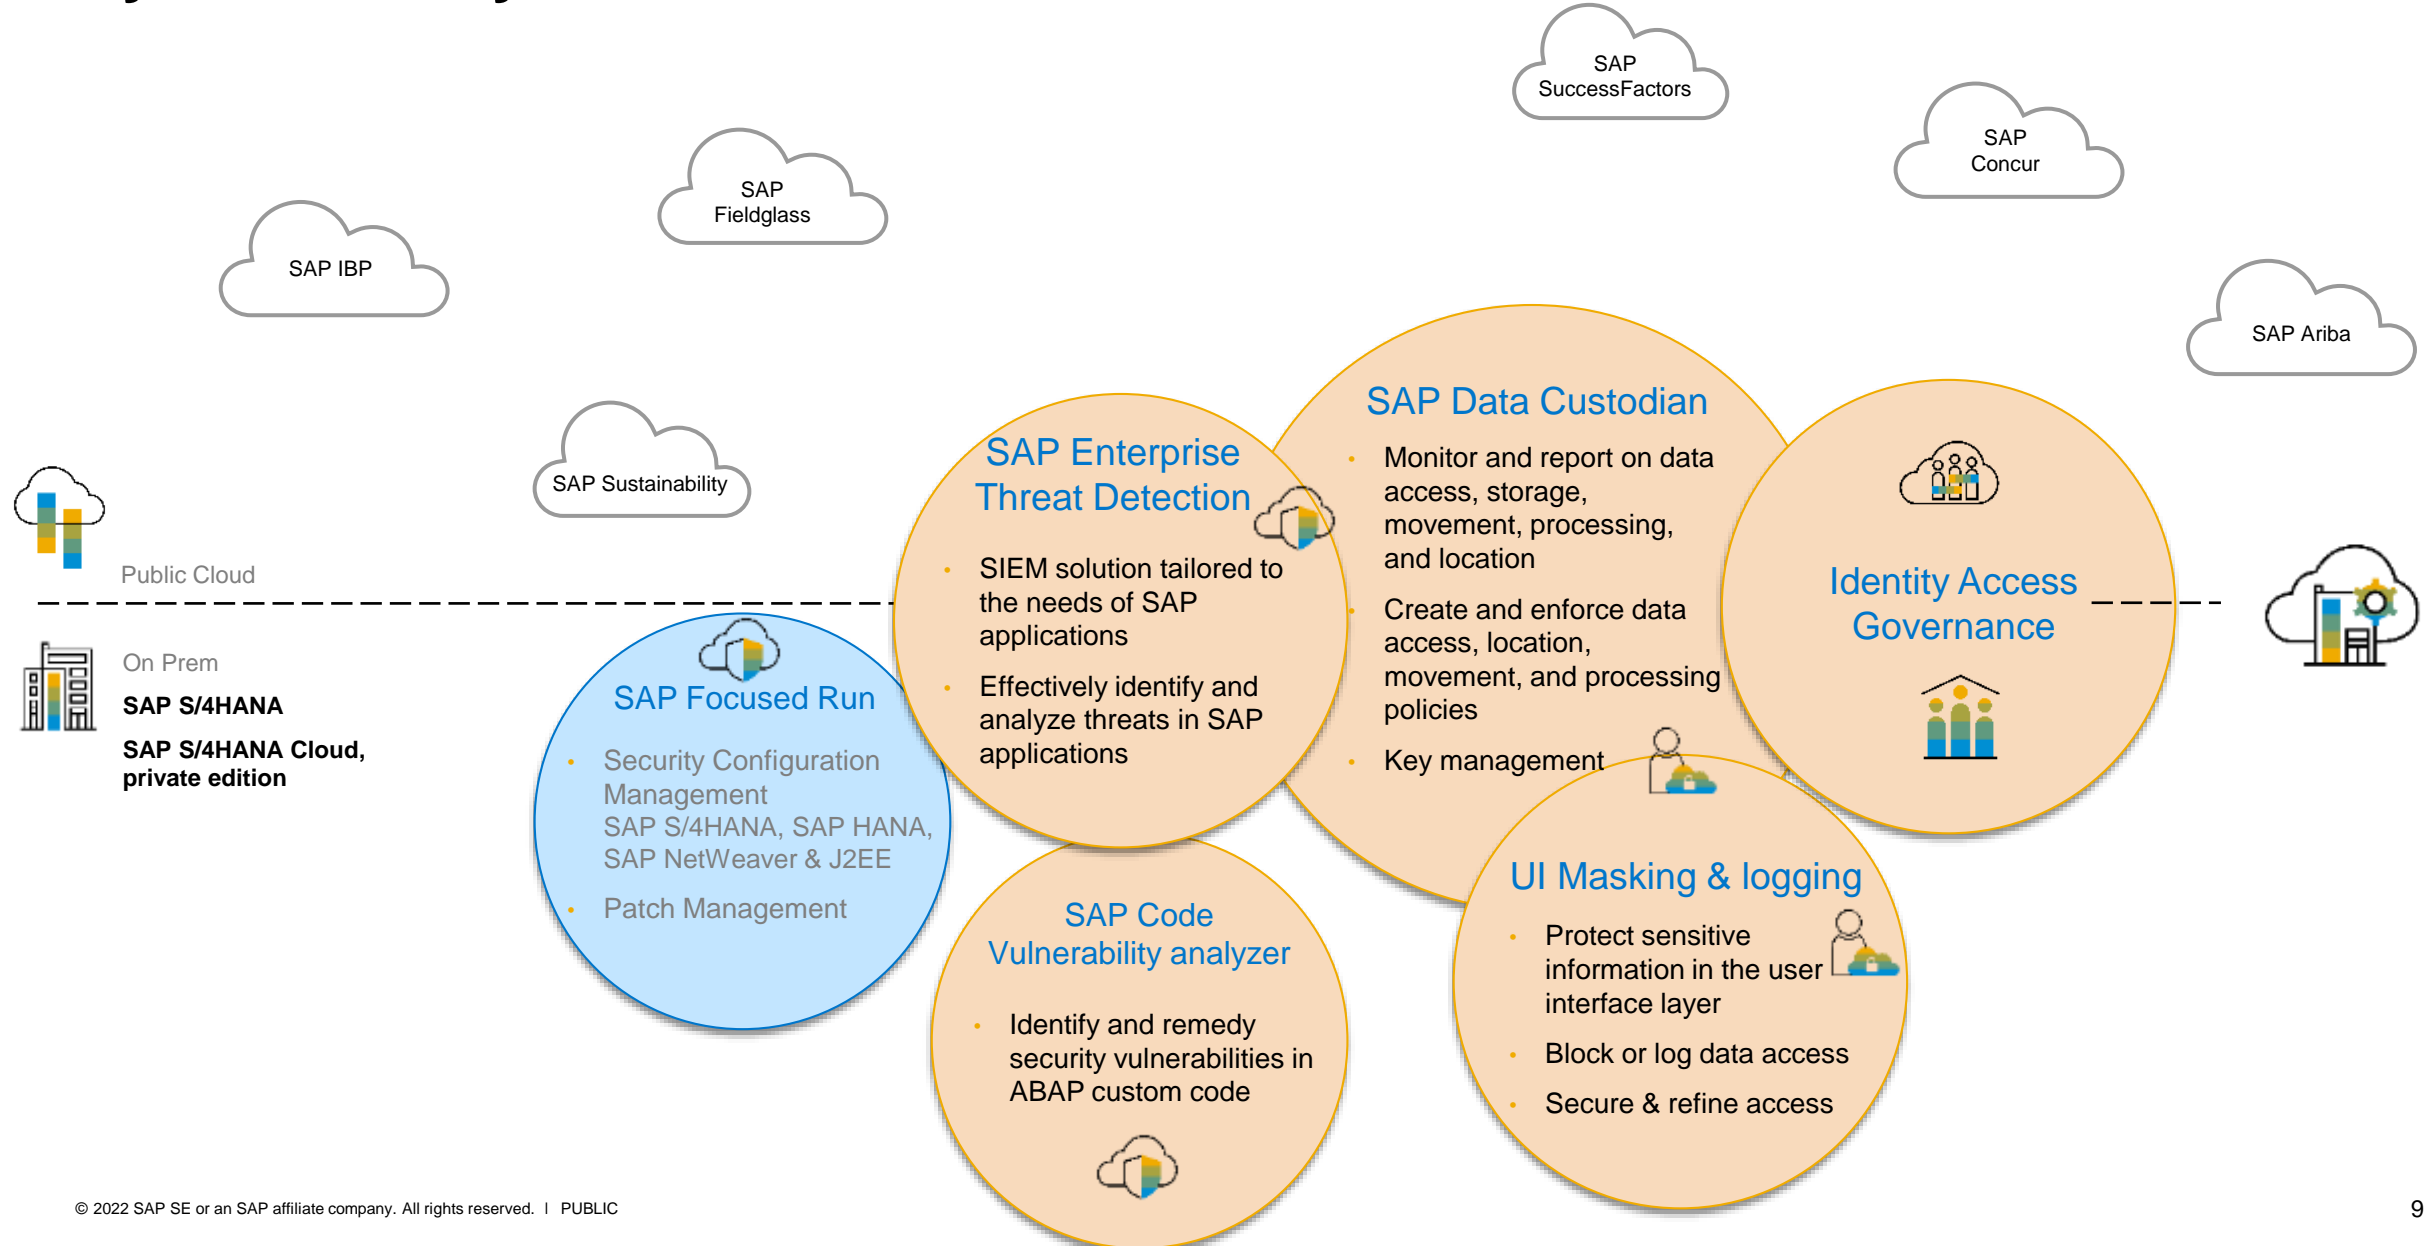 SAP
SuccessFactors
SAP
Concur
SAP
Fieldglass
SAP IBP
SAP Ariba
SAP Sustainability
Public Cloud
On Prem
SAP S/4HANA
SAP S/4HANA Cloud,
private edition
SAP Focused Run
• Security Configuration
Management
SAP S/4HANA, SAP HANA,
SAP NetWeaver & J2EE
• Patch Management
SAP Enterprise
Threat Detection
• SIEM solution tailored to
the needs of SAP
applications
• Effectively identify and
analyze threats in SAP
applications
SAP Code
Vulnerability analyzer
• Identify and remedy
security vulnerabilities in
ABAP custom code
SAP Data Custodian
• Monitor and report on data
access, storage,
movement, processing,
and location
• Create and enforce data
access, location,
movement, and processing
policies
• Key management
UI Masking & logging
• Protect sensitive
information in the user
interface layer
• Block or log data access
• Secure & refine access
Identity Access
Governance
© 2022 SAP SE or an SAP affiliate company. All rights reserved. ǀ PUBLIC
9